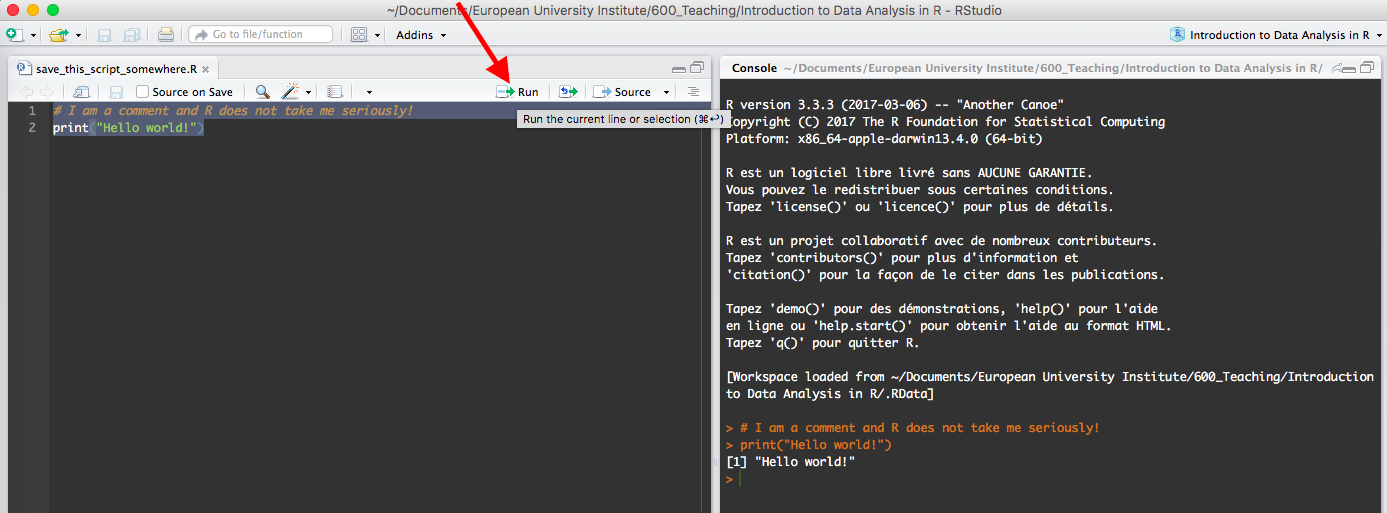 ~/Documents/European University Institute/600_Teaching/Introduction to Data Analysis in R - RStudio
Go to file/function
Addins
Introduction to Data Analysis in R
save_this_script_somewhere.R
Source on Save
Run
Source
1 # I am a comment and R does not take me seriously!
2 print("Hello world!")
Run the current line or selection (⌘↩)
Console ~/Documents/European University Institute/600_Teaching/Introduction to Data Analysis in R/
R version 3.3.3 (2017-03-06) -- "Another Canoe"
Copyright (C) 2017 The R Foundation for Statistical Computing
Platform: x86_64-apple-darwin13.4.0 (64-bit)
R est un logiciel libre livré sans AUCUNE GARANTIE.
Vous pouvez le redistribuer sous certaines conditions.
Tapez 'license()' ou 'licence()' pour plus de détails.
R est un projet collaboratif avec de nombreux contributeurs.
Tapez 'contributors()' pour plus d'information et
'citation()' pour la façon de le citer dans les publications.
Tapez 'demo()' pour des démonstrations, 'help()' pour l'aide
en ligne ou 'help.start()' pour obtenir l'aide au format HTML.
Tapez 'q()' pour quitter R.
[Workspace loaded from ~/Documents/European University Institute/600_Teaching/Introduction
to Data Analysis in R/.RData]
> # I am a comment and R does not take me seriously!
> print("Hello world!")
[1] "Hello world!"
>